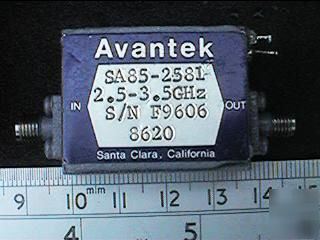 Avantek
SA85-2581
2.5-3.5GHz
IN
OUT
S/N F9606
8620
Santa Clara, California
9 10 mm 11 12 13 14 15
4 5